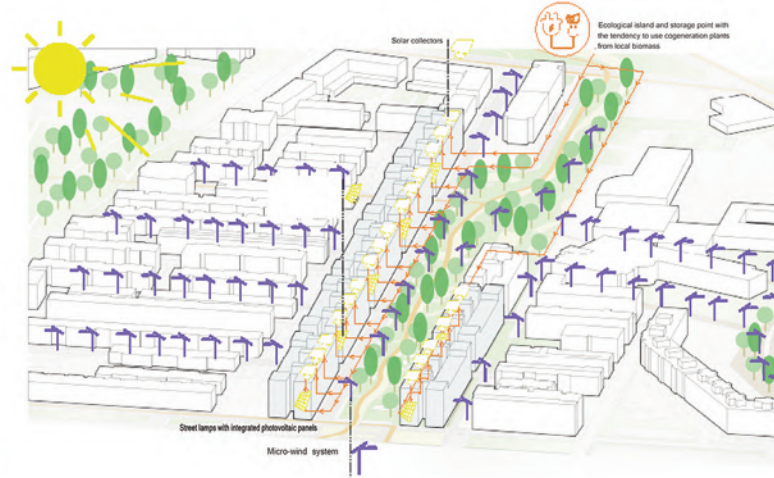 Solar collectors
Ecological island and storage point with
the tendency to use cogeneration plants
from local biomass
Street lamps with integrated photovoltaic panels
Micro-wind system